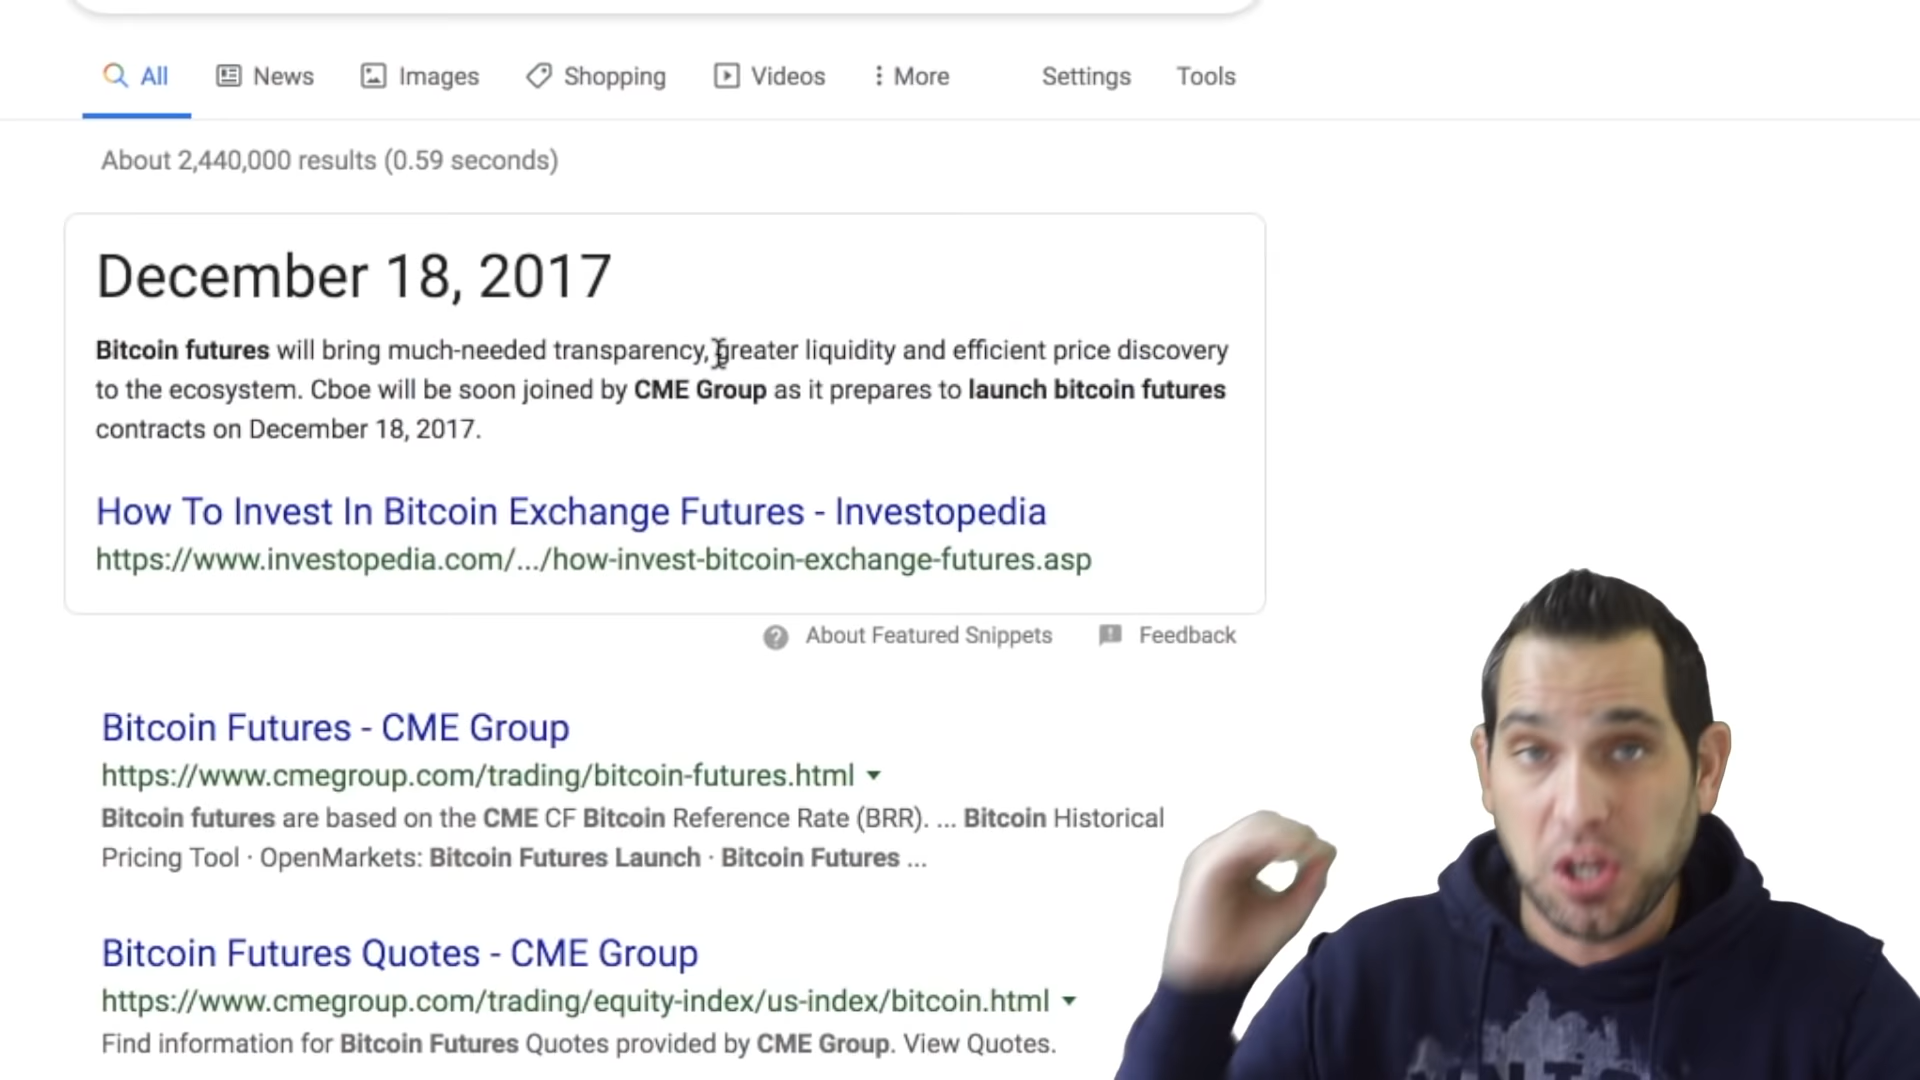 All News Images Shopping Videos More Settings Tools
About 2,440,000 results (0.59 seconds)
December 18, 2017
Bitcoin futures will bring much-needed transparency, greater liquidity and efficient price discovery
to the ecosystem. Cboe will be soon joined by CME Group as it prepares to launch bitcoin futures
contracts on December 18, 2017.
How To Invest In Bitcoin Exchange Futures - Investopedia
https://www.investopedia.com/.../how-invest-bitcoin-exchange-futures.asp
About Featured Snippets Feedback
Bitcoin Futures - CME Group
https://www.cmegroup.com/trading/bitcoin-futures.html
Bitcoin futures are based on the CME CF Bitcoin Reference Rate (BRR). ... Bitcoin Historical
Pricing Tool · OpenMarkets: Bitcoin Futures Launch · Bitcoin Futures ...
Bitcoin Futures Quotes - CME Group
https://www.cmegroup.com/trading/equity-index/us-index/bitcoin.html
Find information for Bitcoin Futures Quotes provided by CME Group. View Quotes.